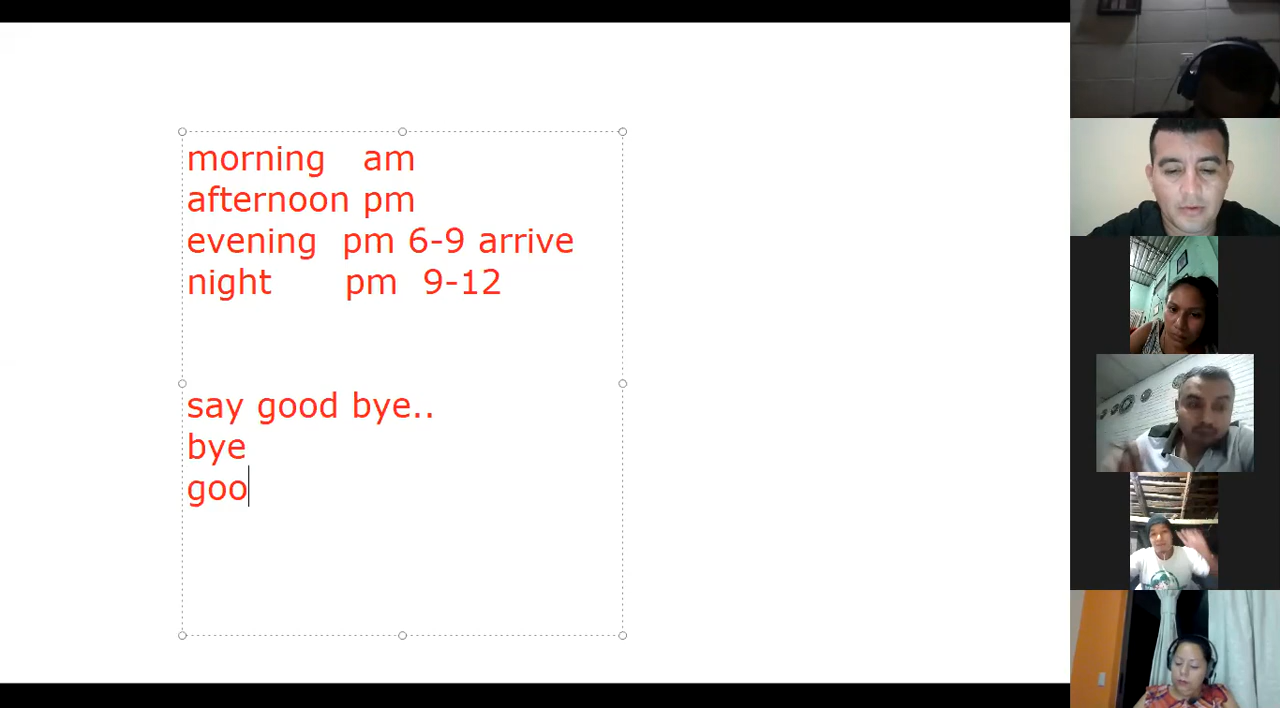 morning am
afternoon pm
evening pm 6-9 arrive
night pm 9-12
say good bye..
bye
goo